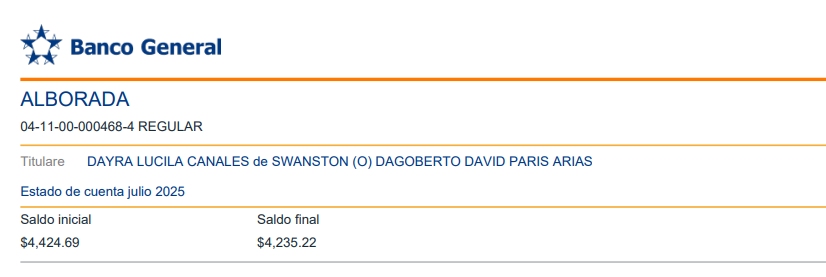 Banco General
ALBORADA
04-11-00-000468-4 REGULAR
Titulare DAYRA LUCILA CANALES de SWANSTON (O) DAGOBERTO DAVID PARIS ARIAS
Estado de cuenta julio 2025
Saldo inicial Saldo final
$4,424.69 $4,235.22